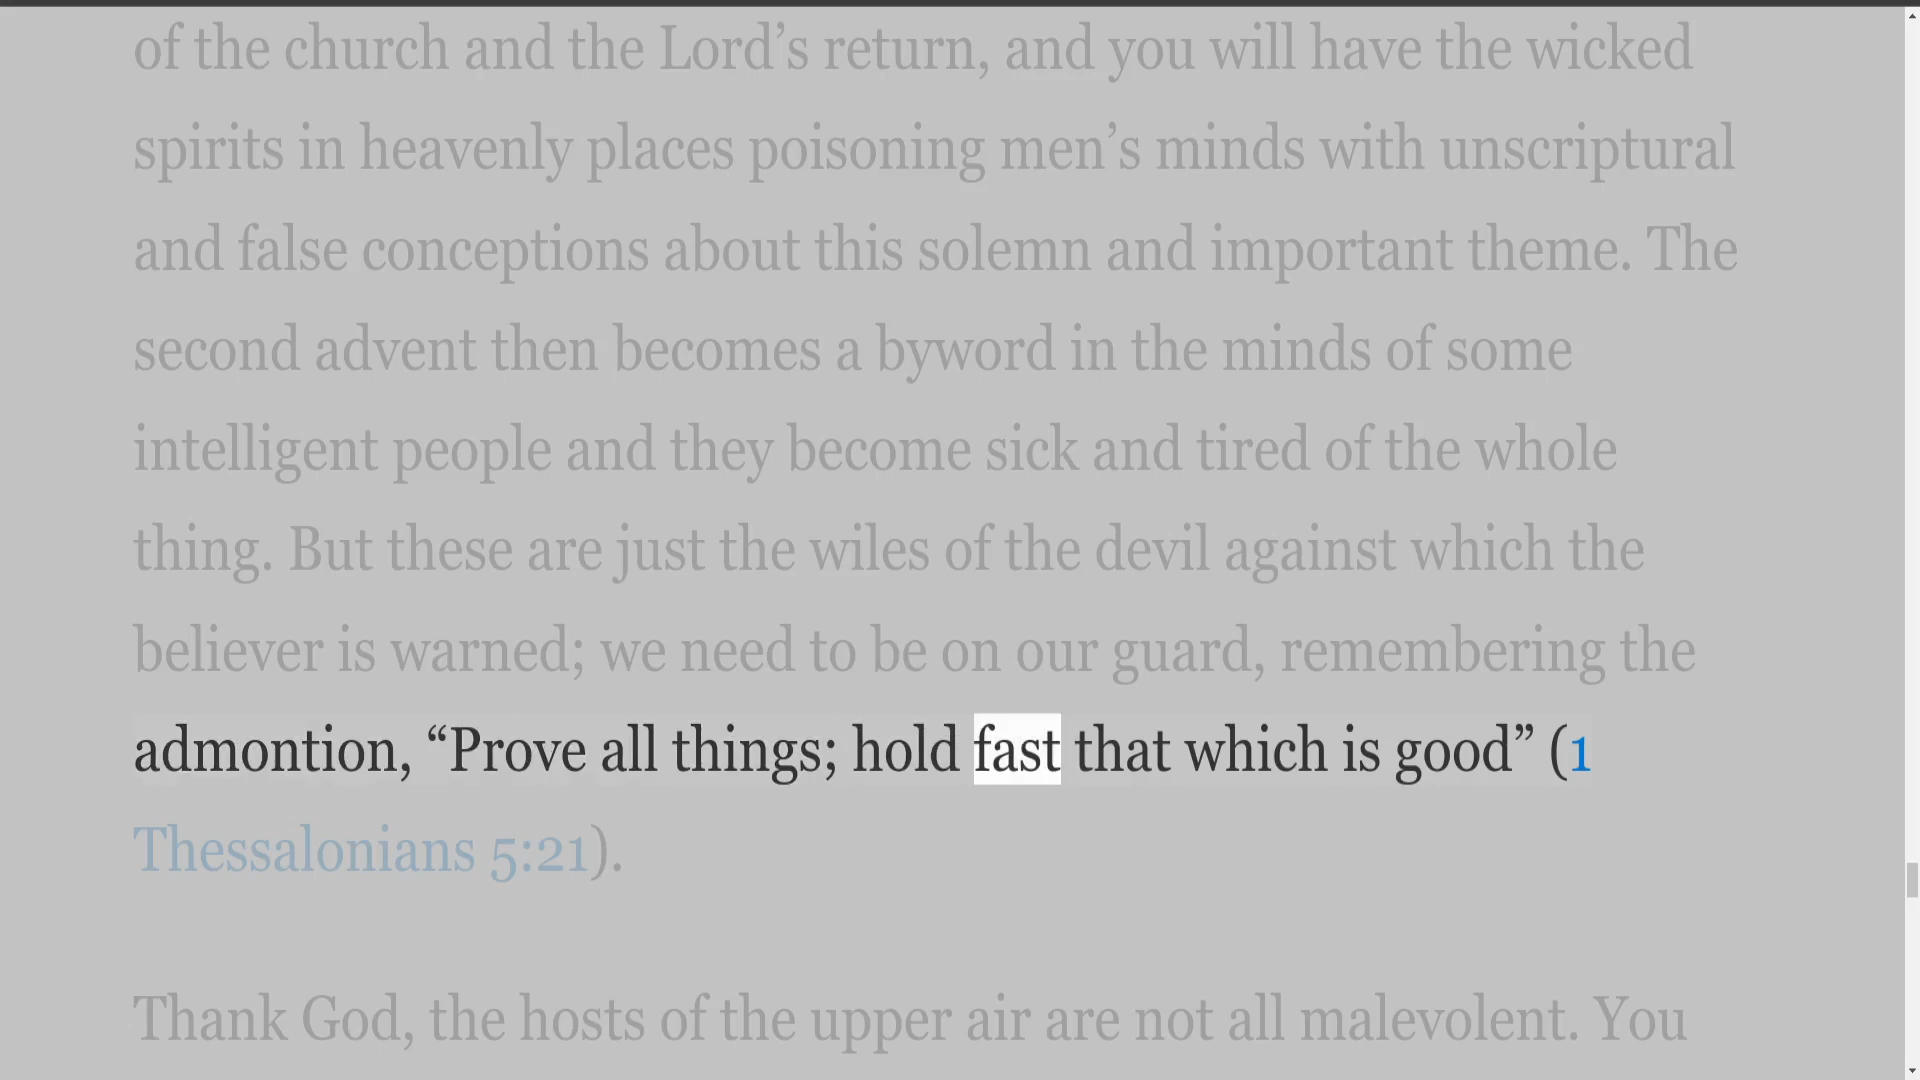 of the church and the Lord’s return, and you will have the wicked
spirits in heavenly places poisoning men’s minds with unscriptural
and false conceptions about this solemn and important theme. The
second advent then becomes a byword in the minds of some
intelligent people and they become sick and tired of the whole
thing. But these are just the wiles of the devil against which the
believer is warned; we need to be on our guard, remembering the
admontion, “Prove all things; hold fast that which is good” (1
Thessalonians 5:21).
Thank God, the hosts of the upper air are not all malevolent. You